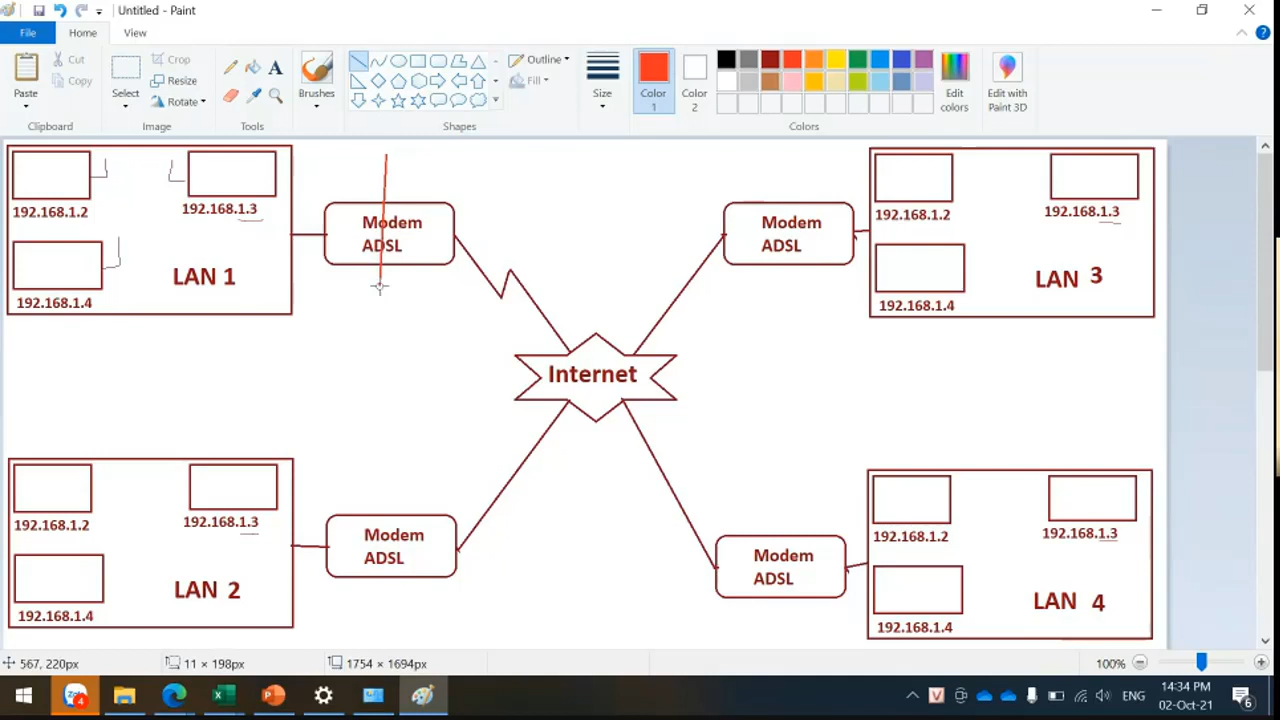 Untitled - Paint
File
Home
View
Paste
Cut
Copy
Clipboard
Select
Crop
Resize
Rotate
Image
Tools
Brushes
Shapes
Outline
Fill
Size
Color
1
Color
2
Colors
Edit
colors
Edit with
Paint 3D
192.168.1.2
192.168.1.3
192.168.1.4
LAN 1
Modem
ADSL
Modem
ADSL
192.168.1.2
192.168.1.3
192.168.1.4
LAN 3
Internet
192.168.1.2
192.168.1.3
192.168.1.4
LAN 2
Modem
ADSL
Modem
ADSL
192.168.1.2
192.168.1.3
192.168.1.4
LAN 4
567, 220px
11 × 198px
1754 × 1694px
100%
4
V
ENG
14:34 PM
02-Oct-21
6